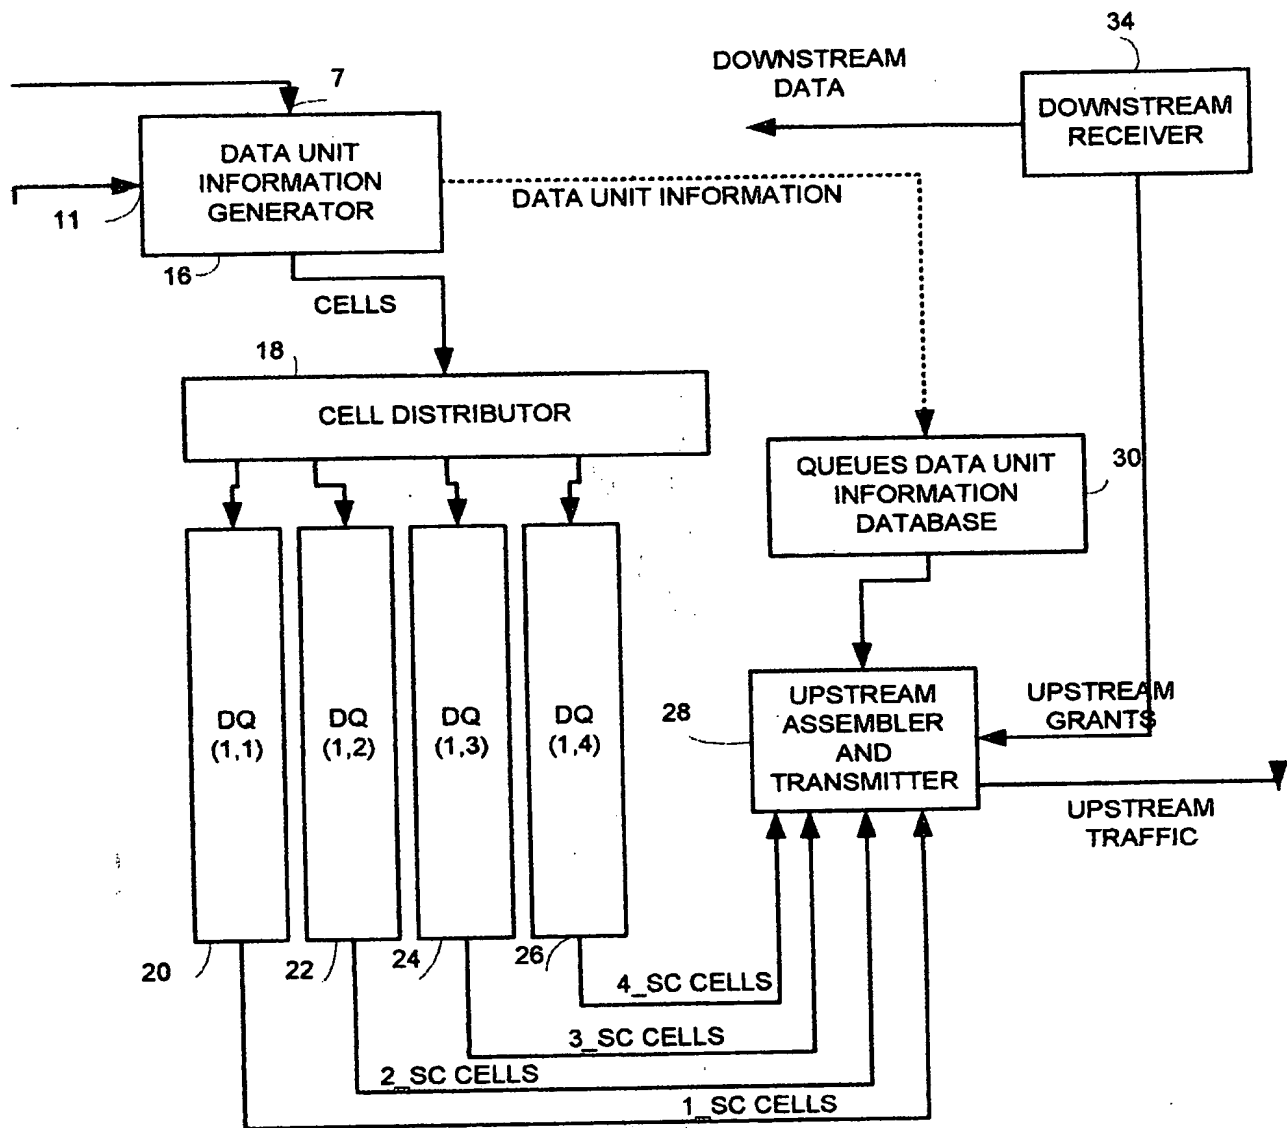 34
DOWNSTREAM
DATA
DOWNSTREAM
RECEIVER
7
DATA UNIT
INFORMATION
GENERATOR
11
16
DATA UNIT INFORMATION
CELLS
18
CELL DISTRIBUTOR
QUEUES DATA UNIT
INFORMATION
DATABASE
30
DQ
(1,1)
DQ
(1,2)
DQ
(1,3)
DQ
(1,4)
28
UPSTREAM
ASSEMBLER
AND
TRANSMITTER
UPSTREAM
GRANTS
UPSTREAM
TRAFFIC
20
22
24
26
4_SC CELLS
3_SC CELLS
2_SC CELLS
1_SC CELLS